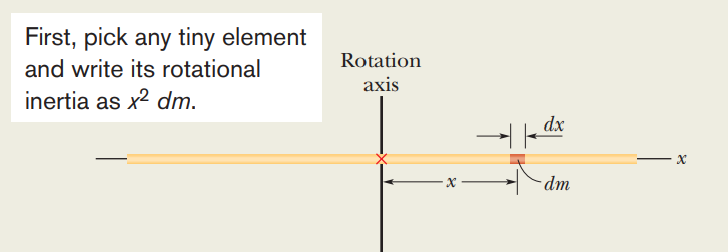 First, pick any tiny element
and write its rotational
inertia as x² dm.
Rotation
axis
dx
x
x
dm